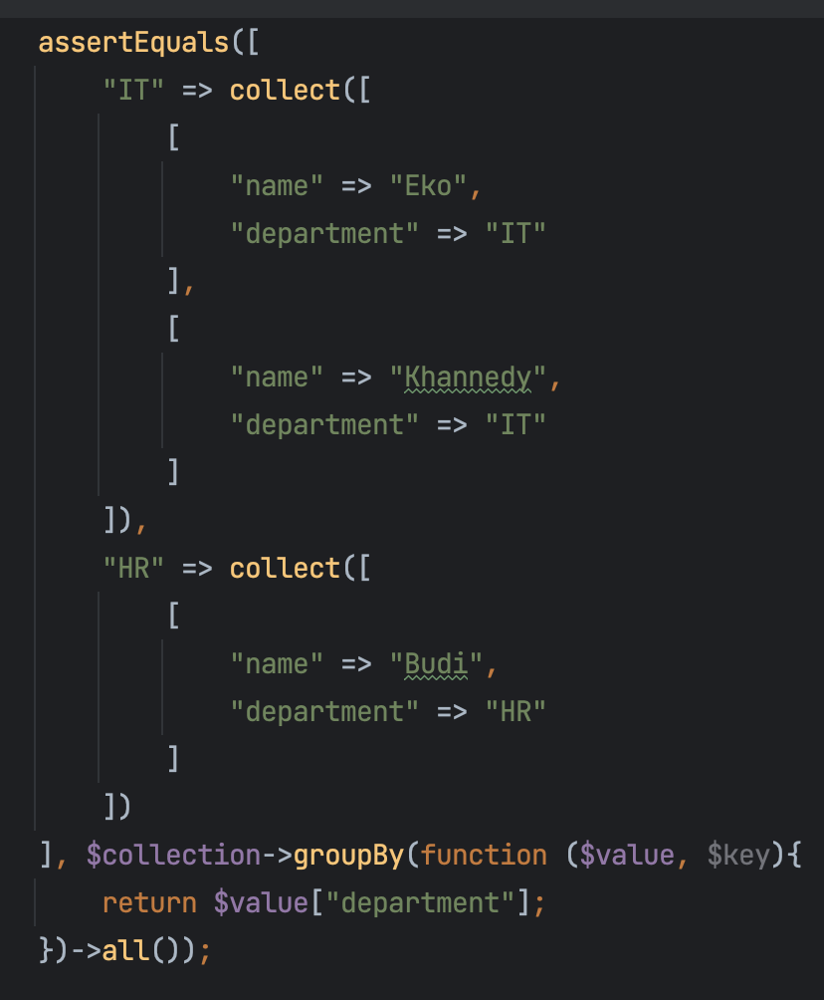 assertEquals([
    "IT" => collect([
        [
            "name" => "Eko",
            "department" => "IT"
        ],
        [
            "name" => "Khannedy",
            "department" => "IT"
        ]
    ]),
    "HR" => collect([
        [
            "name" => "Budi",
            "department" => "HR"
        ]
    ])
], $collection->groupBy(function ($value, $key){
    return $value["department"];
})->all());